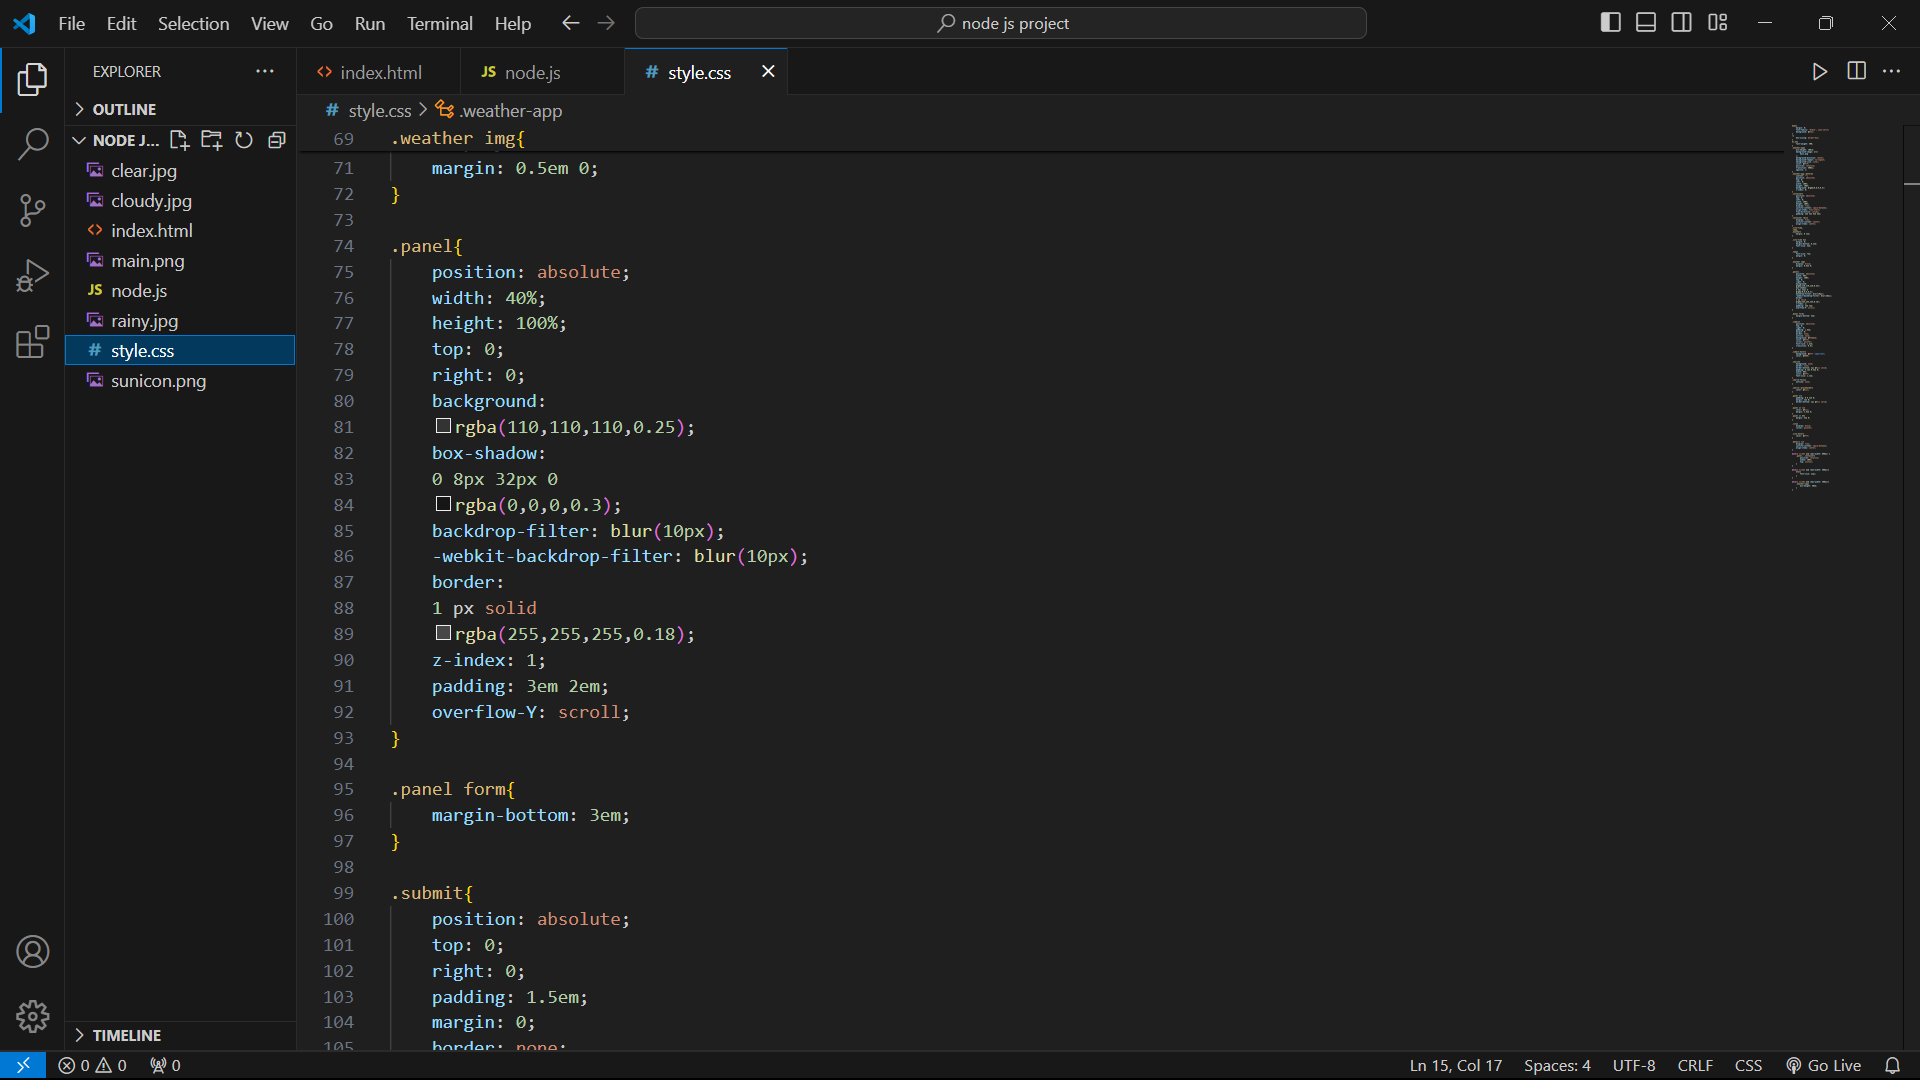 File Edit Selection View Go Run Terminal Help
node js project
EXPLORER
OUTLINE
NODE J...
clear.jpg
cloudy.jpg
index.html
main.png
JS node.js
rainy.jpg
# style.css
sunicon.png
TIMELINE
index.html
JS node.js
# style.css
# style.css > .weather-app
69 .weather img{
71 margin: 0.5em 0;
72 }
73
74 .panel{
75 position: absolute;
76 width: 40%;
77 height: 100%;
78 top: 0;
79 right: 0;
80 background:
81 rgba(110,110,110,0.25);
82 box-shadow:
83 0 8px 32px 0
84 rgba(0,0,0,0.3);
85 backdrop-filter: blur(10px);
86 -webkit-backdrop-filter: blur(10px);
87 border:
88 1 px solid
89 rgba(255,255,255,0.18);
90 z-index: 1;
91 padding: 3em 2em;
92 overflow-Y: scroll;
93 }
94
95 .panel form{
96 margin-bottom: 3em;
97 }
98
99 .submit{
100 position: absolute;
101 top: 0;
102 right: 0;
103 padding: 1.5em;
104 margin: 0;
105 border: none;
0 0 0
Ln 15, Col 17 Spaces: 4 UTF-8 CRLF CSS Go Live